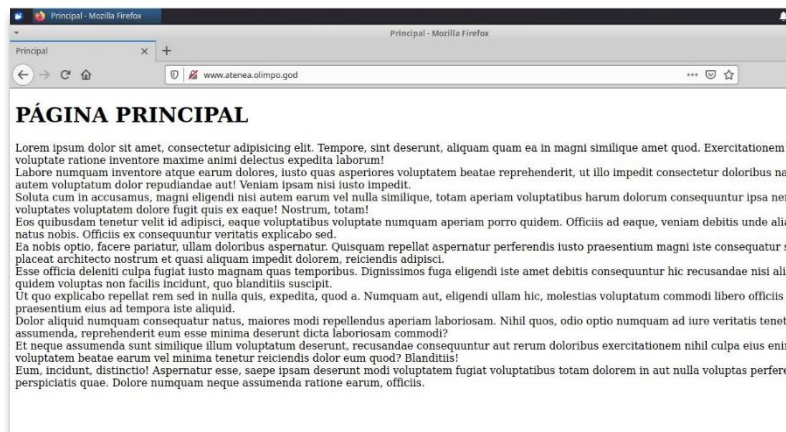 Principal - Mozilla Firefox
Principal - Mozilla Firefox
Principal
www.atenea.olimpo.god
PÁGINA PRINCIPAL
Lorem ipsum dolor sit amet, consectetur adipisicing elit. Tempore, sint deserunt, aliquam quam ea in magni similique amet quod. Exercitationem
voluptate ratione inventore maxime animi delectus expedita laborum!
Labore numquam inventore atque earum dolores, iusto quas asperiores voluptatem beatae reprehenderit, ut illo impedit consectetur doloribus na
autem voluptatum dolor repudiandae aut! Veniam ipsam nisi iusto impedit.
Soluta cum in accusamus, magni eligendi nisi autem earum vel nulla similique, totam aperiam voluptatibus harum dolorum consequuntur ipsa ne
voluptates voluptatem dolore fugit quis ex eaque! Nostrum, totam!
Eos quibusdam tenetur velit id adipisci, eaque voluptatibus voluptate numquam aperiam porro quidem. Officiis ad eaque, veniam debitis unde alia
natus nobis. Officiis ex consequuntur veritatis explicabo sed.
Ea nobis optio, facere pariatur, ullam doloribus aspernatur. Quisquam repellat aspernatur perferendis iusto praesentium magni iste consequatur s
placeat architecto nostrum et quasi aliquam impedit dolorem, reiciendis adipisci.
Esse officia deleniti culpa fugiat iusto magnam quas temporibus. Dignissimos fuga eligendi iste amet debitis consequuntur hic recusandae nisi ali
quidem voluptas non facilis incidunt, quo blanditiis suscipit.
Ut quo explicabo repellat rem sed in nulla quis, expedita, quod a. Numquam aut, eligendi ullam hic, molestias voluptatum commodi libero officiis
praesentium eius ad tempora iste aliquid.
Dolor aliquid numquam consequatur natus, maiores modi repellendus aperiam laboriosam. Nihil quos, odio optio numquam ad iure veritatis tenet
assumenda, reprehenderit eum esse minima deserunt dicta laboriosam commodi?
Et neque assumenda sunt similique illum voluptatum deserunt, recusandae consequuntur aut rerum doloribus exercitationem nihil culpa eius eni
voluptatem beatae earum vel minima tenetur reiciendis dolor eum quod? Blanditiis!
Eum, incidunt, distinctio! Aspernatur esse, saepe ipsam deserunt modi voluptatem fugiat voluptatibus totam dolorem in aut nulla voluptas perfere
perspiciatis quae. Dolore numquam neque assumenda ratione earum, officiis.